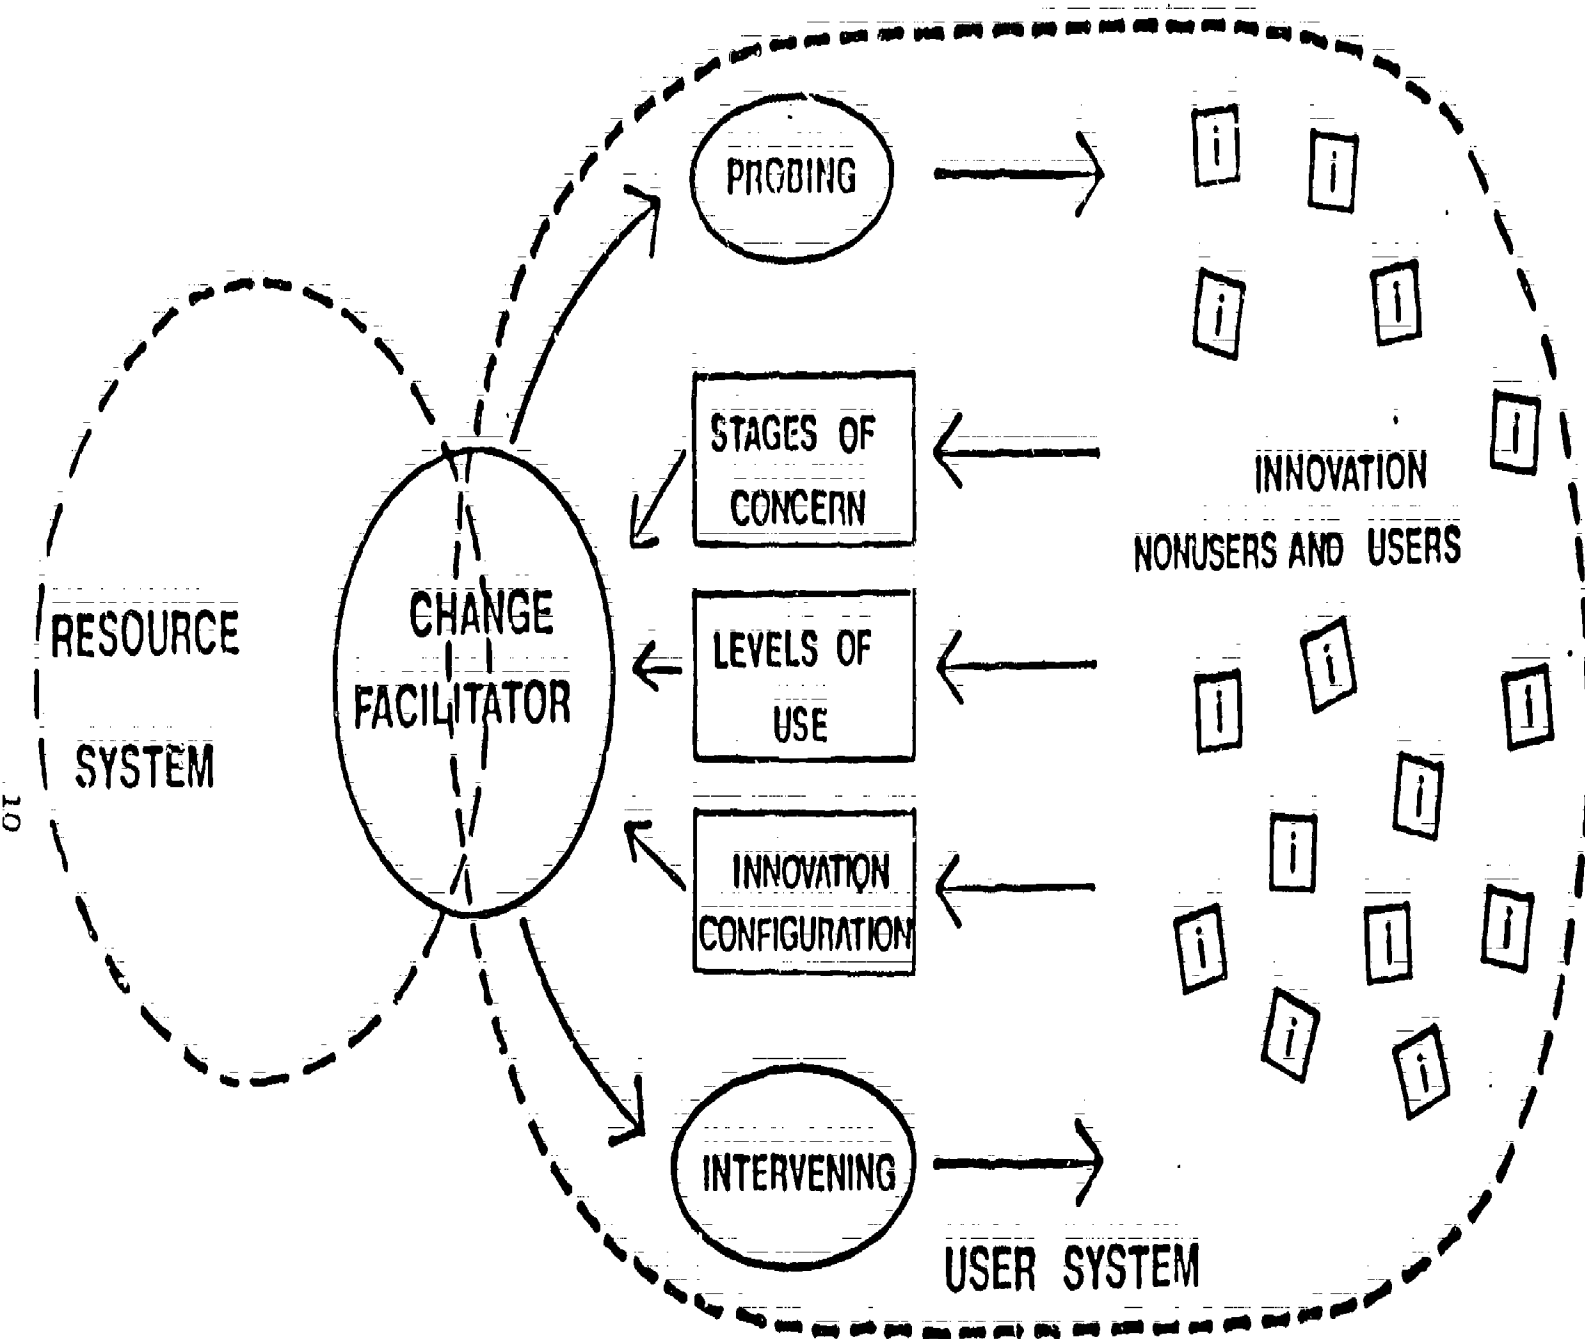 PROBING
i
i
i
i
STAGES OF
CONCERN
i
INNOVATION
NONUSERS AND USERS
RESOURCE
SYSTEM
CHANGE
FACILITATOR
LEVELS OF
USE
i
i
i
i
i
INNOVATION
CONFIGURATION
i
i
i
i
i
INTERVENING
USER SYSTEM
10